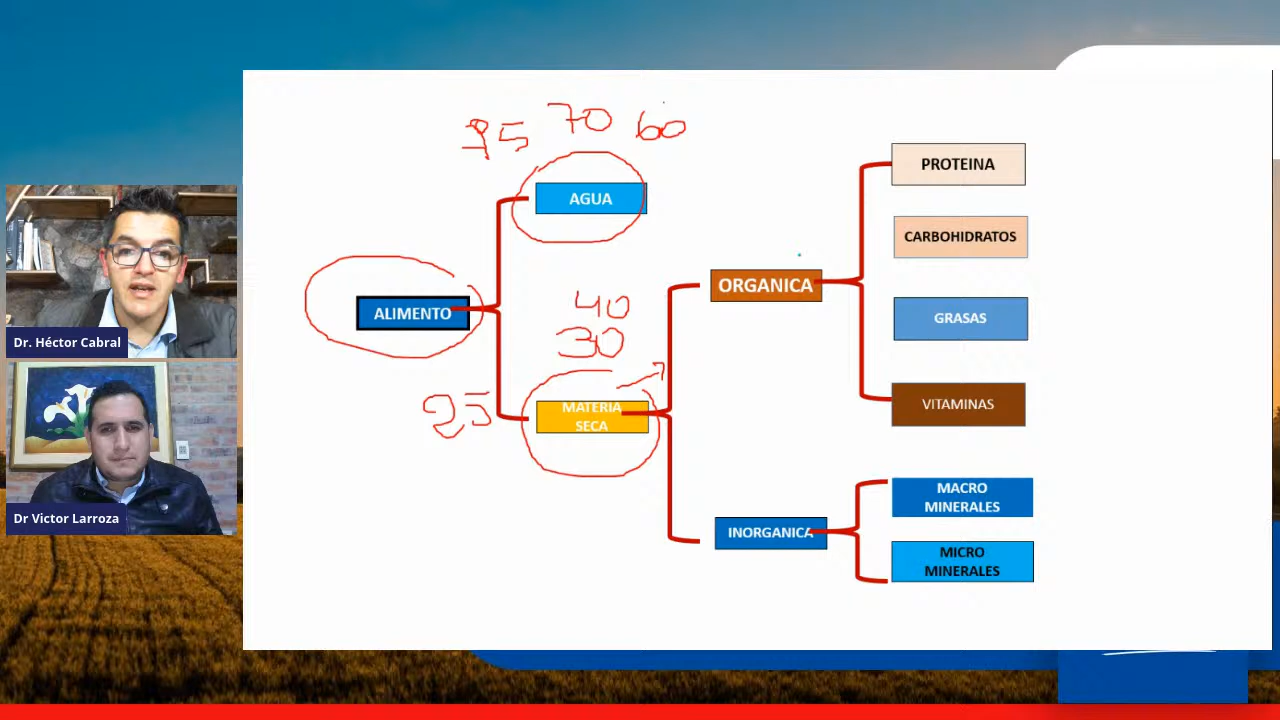 75 70 60
AGUA
ALIMENTO
40
30
25
MATERIA
SECA
ORGANICA
INORGANICA
PROTEINA
CARBOHIDRATOS
GRASAS
VITAMINAS
MACRO
MINERALES
MICRO
MINERALES
Dr. Héctor Cabral
Dr Victor Larroza